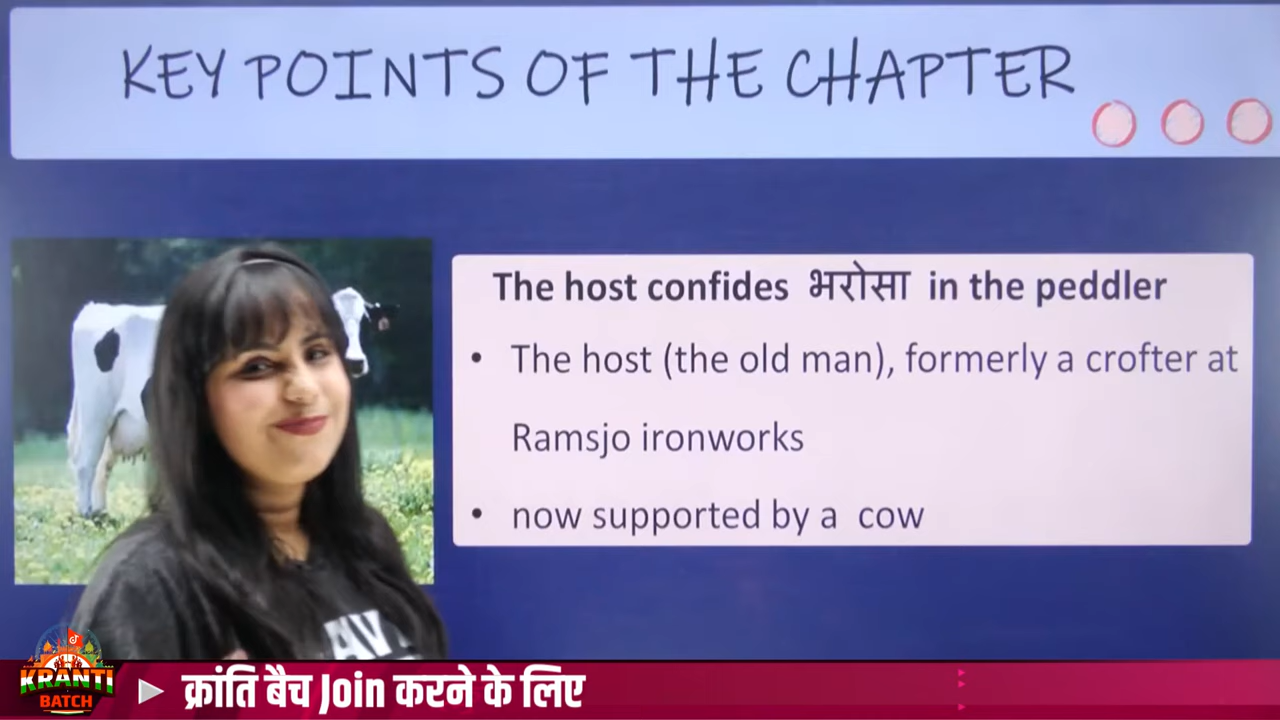 KEY POINTS OF THE CHAPTER
The host confides भरोसा in the peddler
• The host (the old man), formerly a crofter at
Ramsjo ironworks
• now supported by a cow
AV
KRANTI
BATCH
क्रांति बैच Join करने के लिए